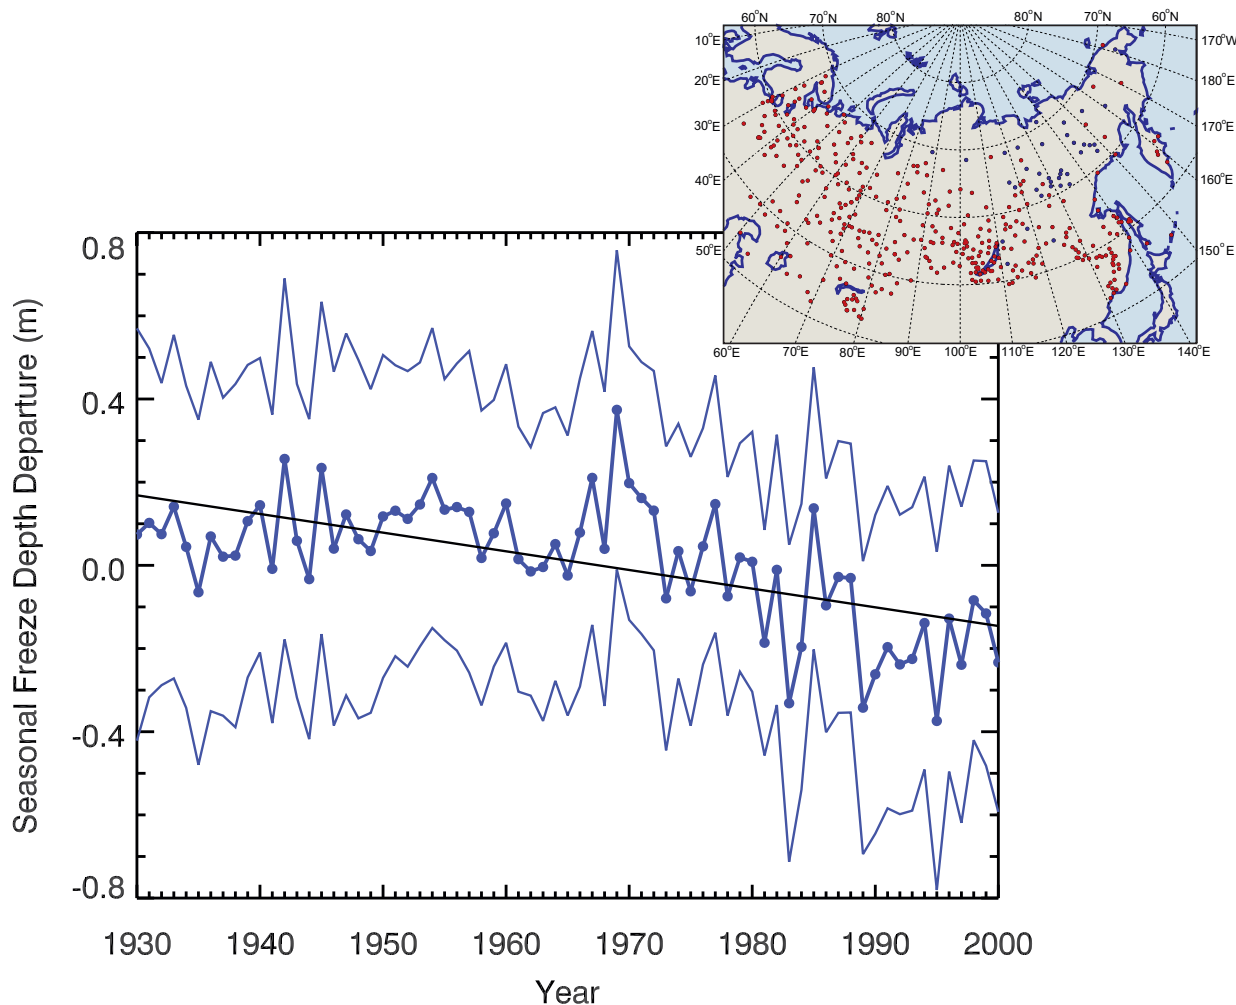 60°N 70°N 80°N 80°N 70°N 60°N
10°E 170°W
20°E 180°E
30°E 170°E
40°E 160°E
50°E 150°E
60°E 70°E 80°E 90°E 100°E 110°E 120°E 130°E 140°E
Seasonal Freeze Depth Departure (m)
0.8
0.4
0.0
-0.4
-0.8
1930 1940 1950 1960 1970 1980 1990 2000
Year